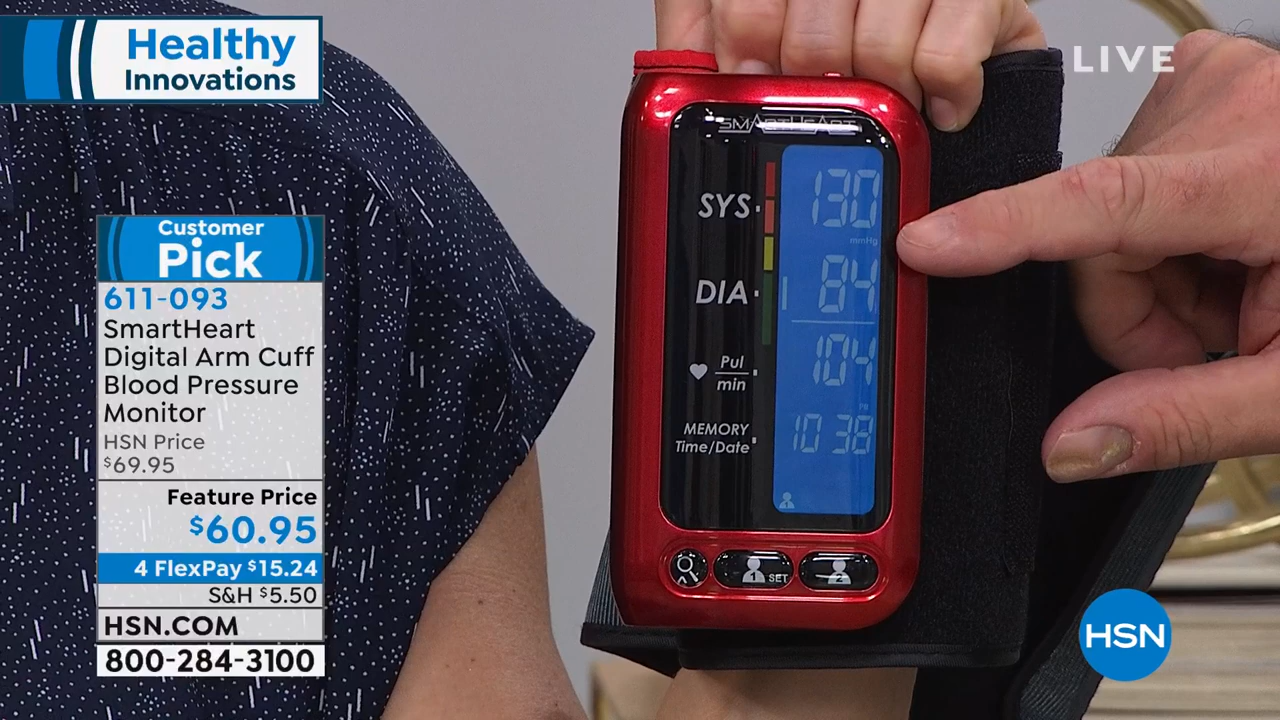 Healthy
Innovations
LIVE
Customer
Pick
611-093
SmartHeart
Digital Arm Cuff
Blood Pressure
Monitor
HSN Price
$69.95
Feature Price
$60.95
4 FlexPay $15.24
S&H $5.50
HSN.COM
800-284-3100
SMARTHEART
SYS
130
mmHg
DIA
84
Pul
min
104
MEMORY
Time/Date
10 38
1 SET
2
HSN